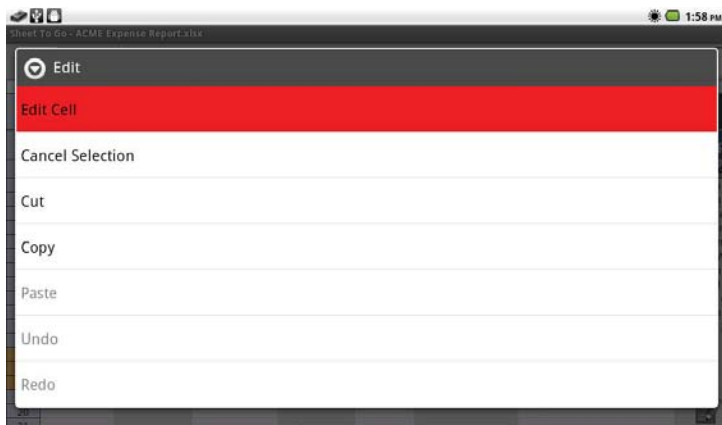 1:58 PM
Sheet To Go - ACME Expense Report.xlsx
Edit
Edit Cell
Cancel Selection
Cut
Copy
Paste
Undo
Redo
20